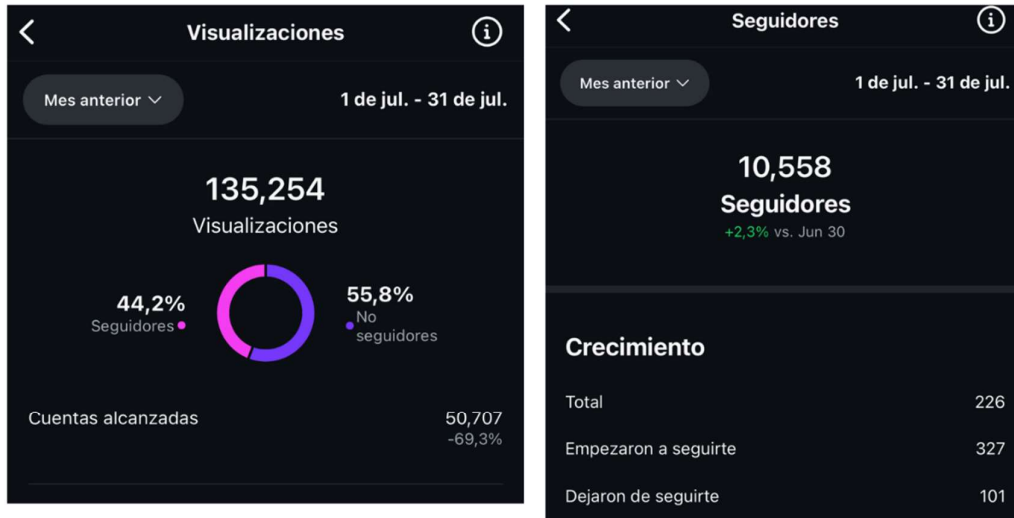 Visualizaciones
Mes anterior
1 de jul. - 31 de jul.
135,254
Visualizaciones
44,2%
Seguidores
55,8%
No
seguidores
Cuentas alcanzadas
50,707
-69,3%
Seguidores
Mes anterior
1 de jul. - 31 de jul.
10,558
Seguidores
+2,3% vs. Jun 30
Crecimiento
Total
226
Empezaron a seguirte
327
Dejaron de seguirte
101